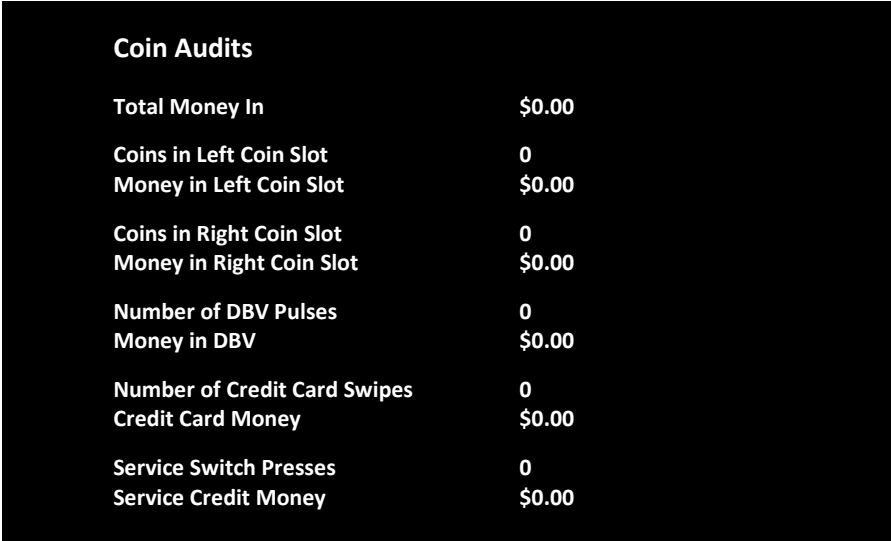 Coin Audits
Total Money In $0.00
Coins in Left Coin Slot 0
Money in Left Coin Slot $0.00
Coins in Right Coin Slot 0
Money in Right Coin Slot $0.00
Number of DBV Pulses 0
Money in DBV $0.00
Number of Credit Card Swipes 0
Credit Card Money $0.00
Service Switch Presses 0
Service Credit Money $0.00